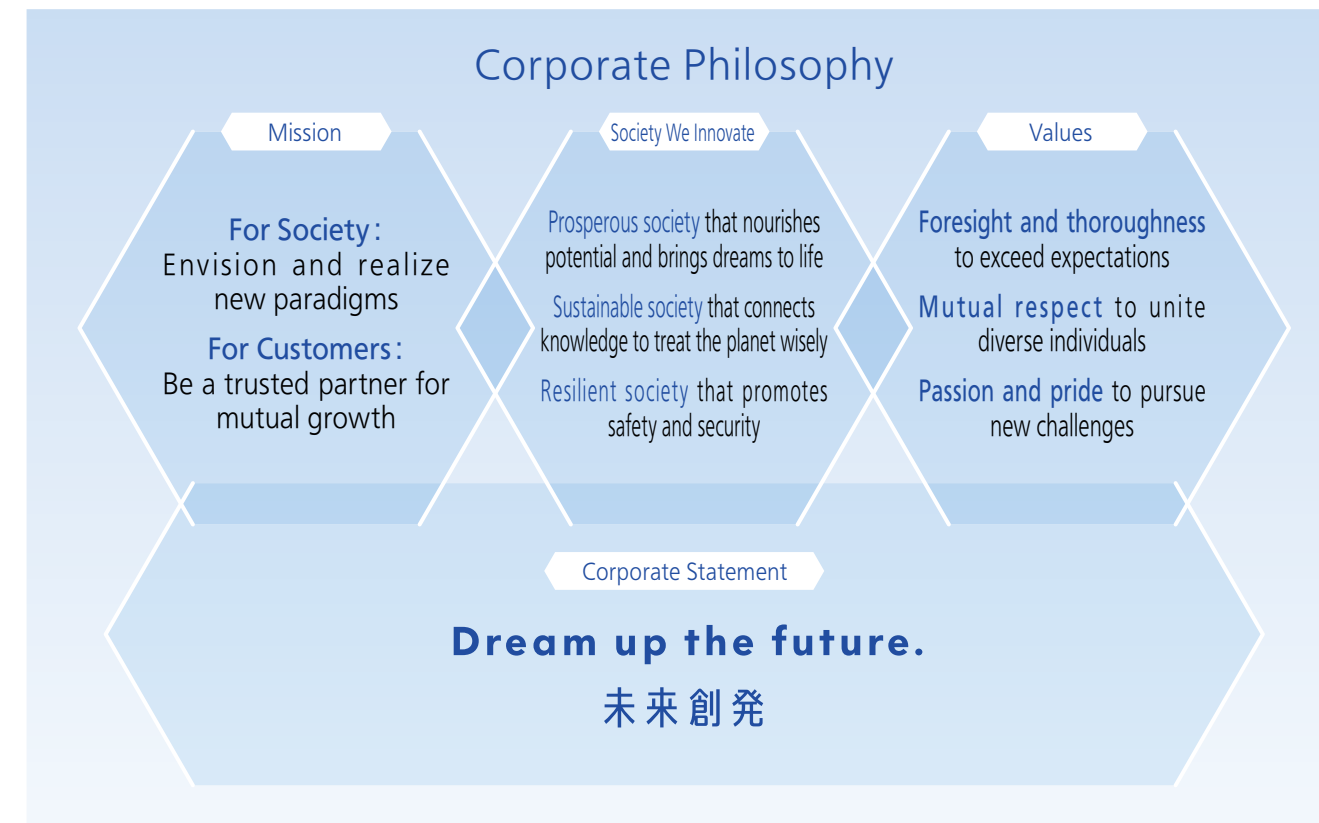 Corporate Philosophy
Mission
For Society:
Envision and realize
new paradigms
For Customers:
Be a trusted partner for
mutual growth
Society We Innovate
Prosperous society that nourishes
potential and brings dreams to life
Sustainable society that connects
knowledge to treat the planet wisely
Resilient society that promotes
safety and security
Values
Foresight and thoroughness
to exceed expectations
Mutual respect to unite
diverse individuals
Passion and pride to pursue
new challenges
Corporate Statement
Dream up the future.
未来創発